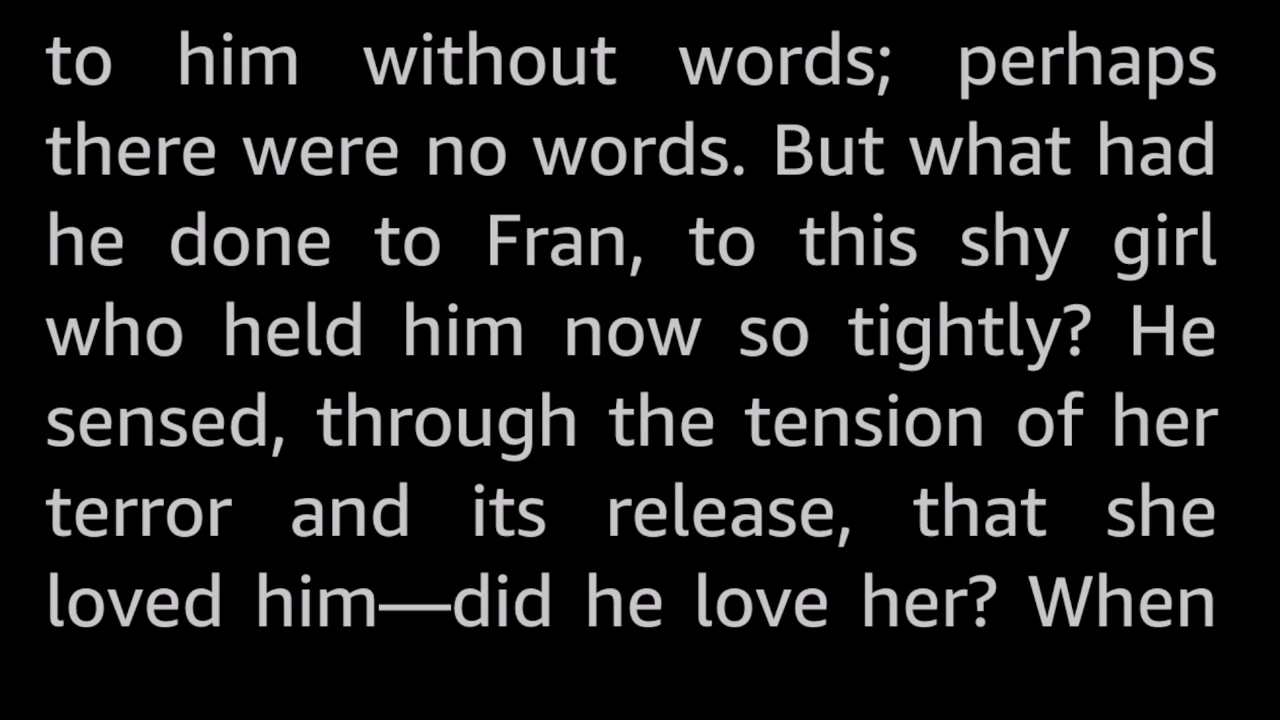 to him without words; perhaps
there were no words. But what had
he done to Fran, to this shy girl
who held him now so tightly? He
sensed, through the tension of her
terror and its release, that she
loved him—did he love her? When